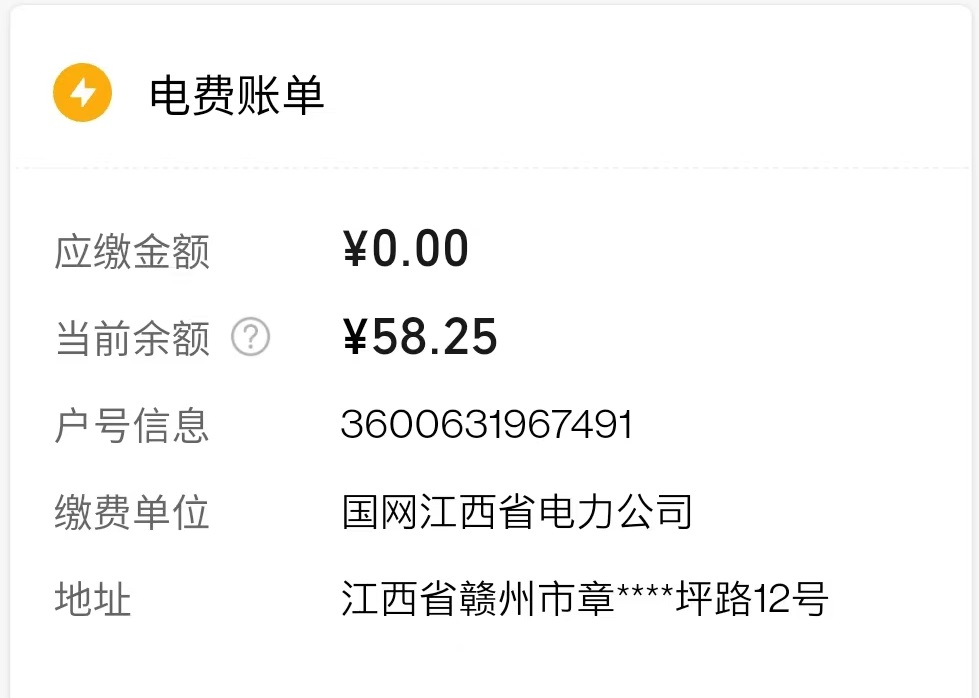 电费账单
应缴金额 ¥0.00
当前余额 ? ¥58.25
户号信息 3600631967491
缴费单位 国网江西省电力公司
地址 江西省赣州市章****坪路12号